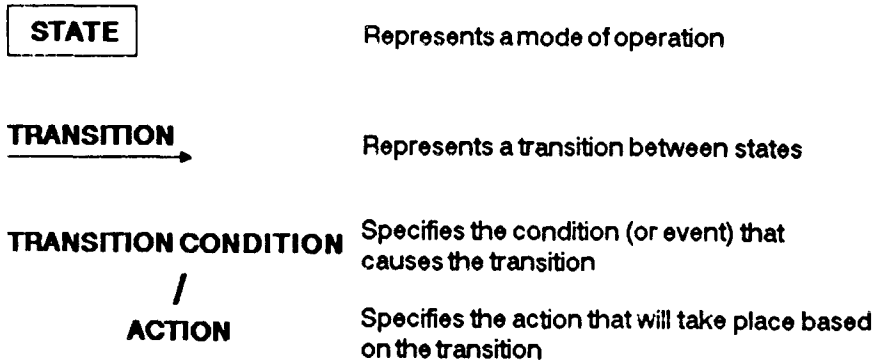 STATE
Represents a mode of operation
TRANSITION
Represents a transition between states
TRANSITION CONDITION
Specifies the condition (or event) that
causes the transition
/
ACTION
Specifies the action that will take place based
on the transition